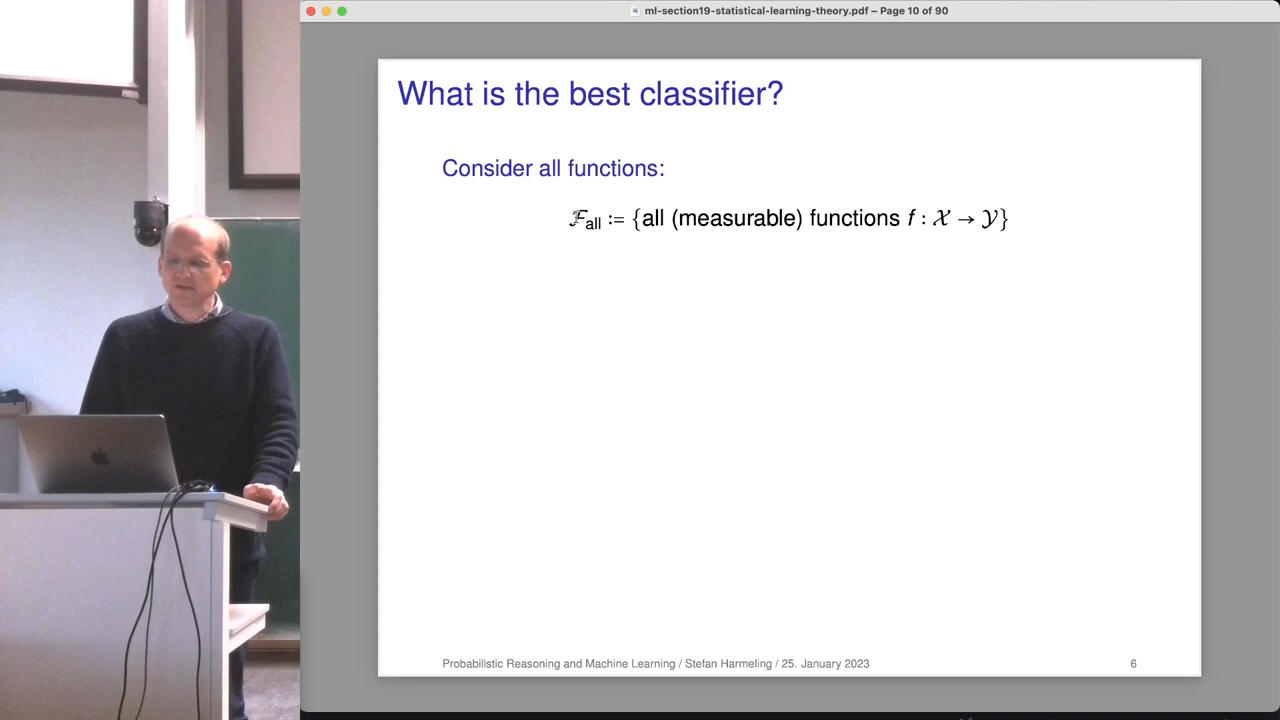 ml-section19-statistical-learning-theory.pdf – Page 10 of 90
What is the best classifier?
Consider all functions:
ℱall := {all (measurable) functions f : 𝒳 → 𝒴}
Probabilistic Reasoning and Machine Learning / Stefan Harmeling / 25. January 2023
6